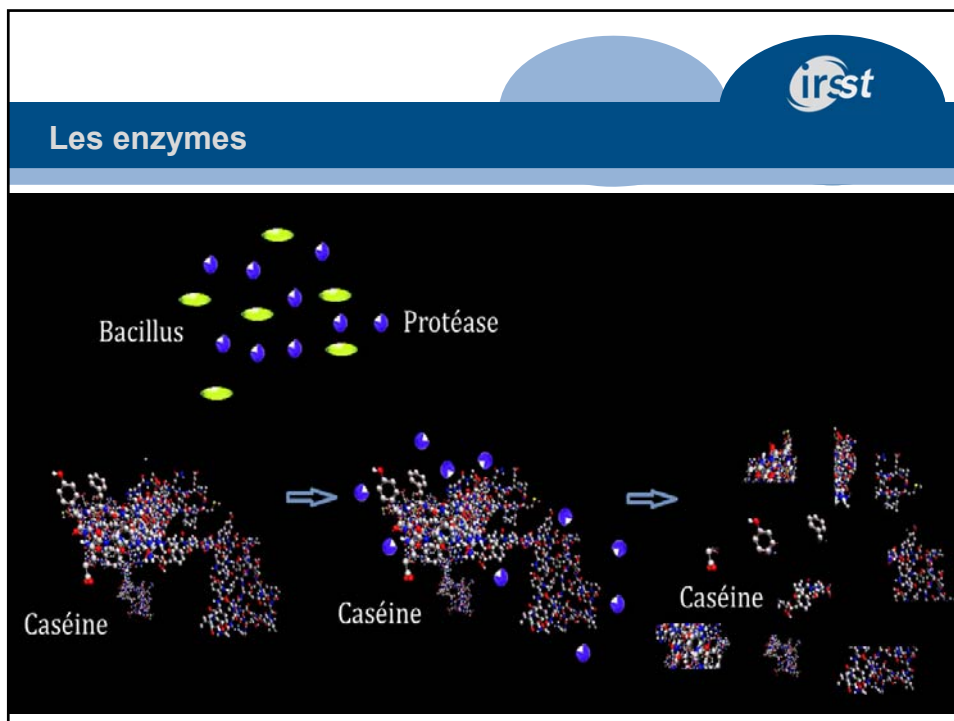 irsst
Les enzymes
Bacillus
Protéase
Caséine
Caséine
Caséine